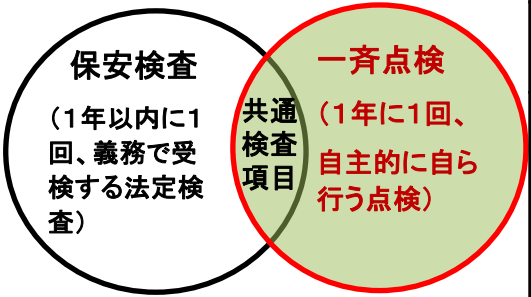 保安検査
（１年以内に１
回、義務で受
検する法定検
査）
共通
検査
項目
一斉点検
（１年に１回、
自主的に自ら
行う点検）